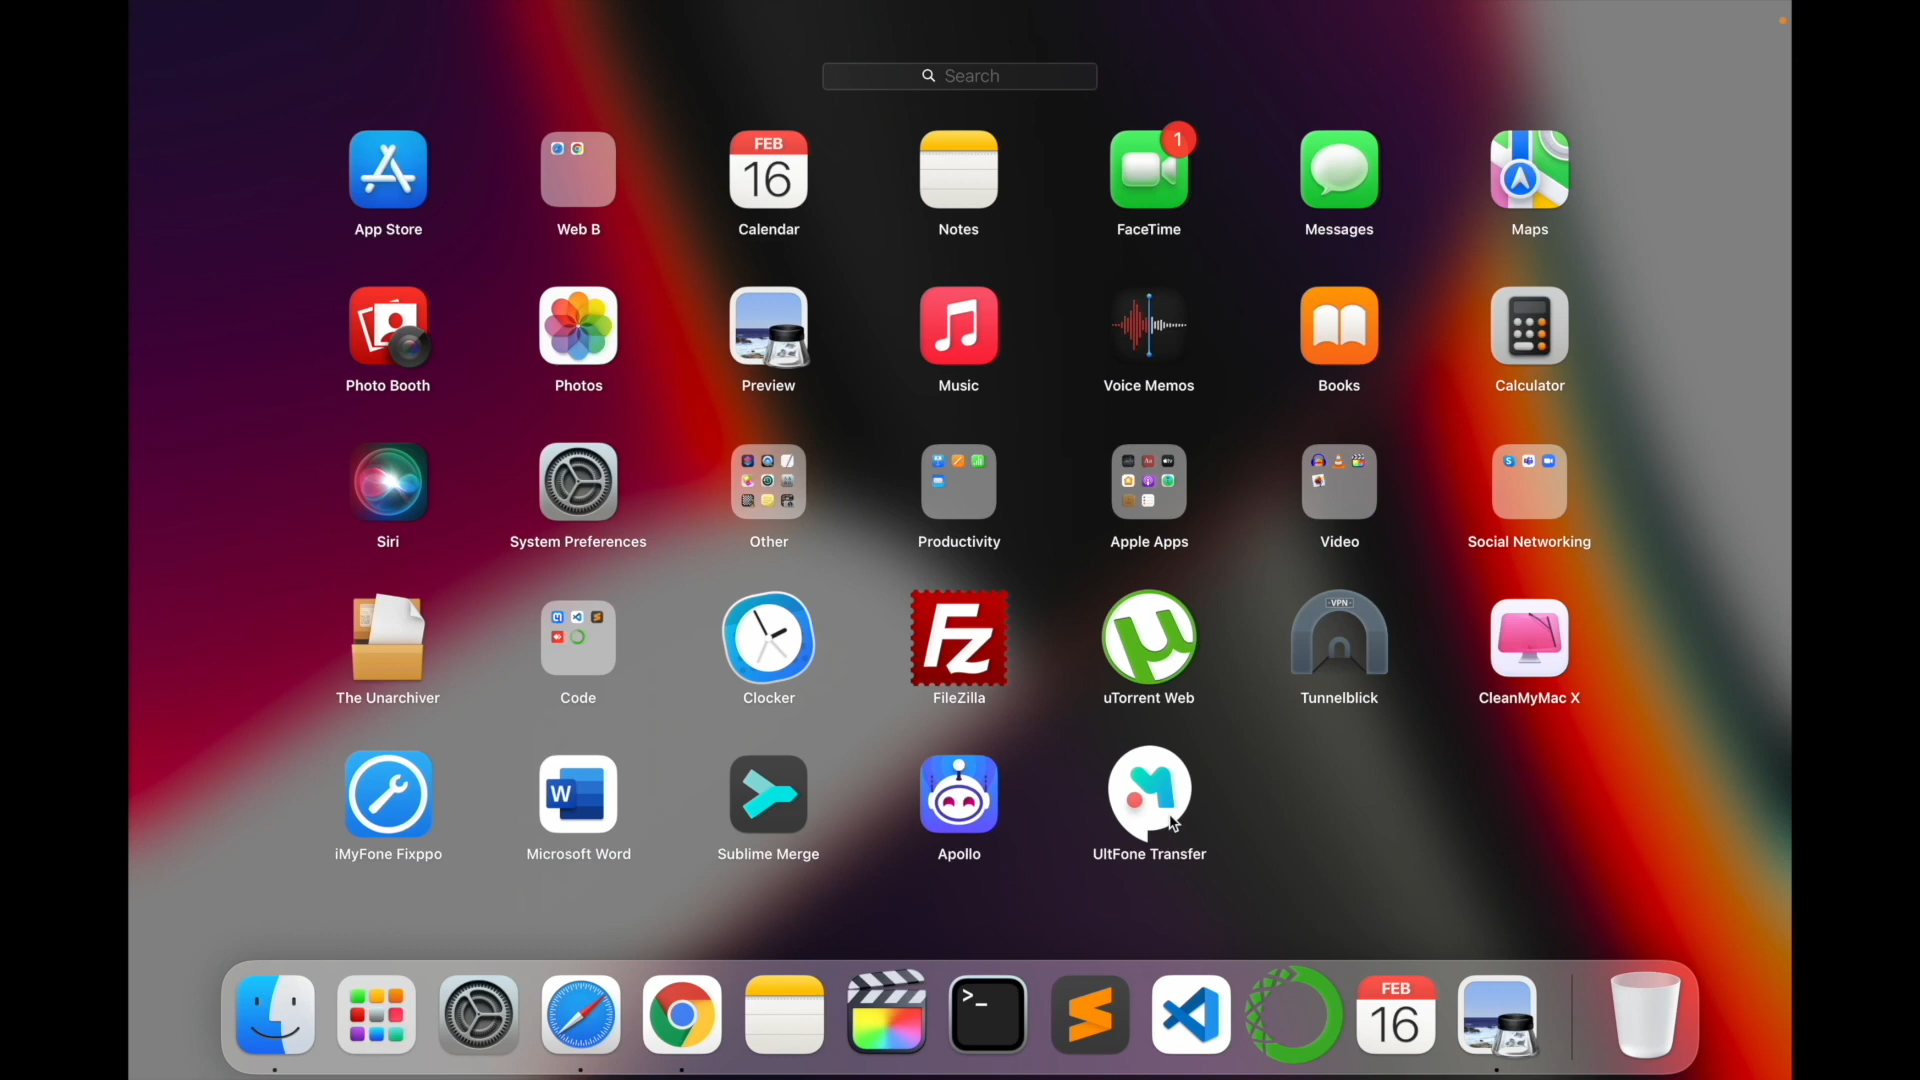 Search
FEB
16
1
App Store
Web B
Calendar
Notes
FaceTime
Messages
Maps
Photo Booth
Photos
Preview
Music
Voice Memos
Books
Calculator
Siri
System Preferences
Other
Productivity
Apple Apps
Video
Social Networking
Fz
µ
VPN
The Unarchiver
Code
Clocker
FileZilla
uTorrent Web
Tunnelblick
CleanMyMac X
W
iMyFone Fixppo
Microsoft Word
Sublime Merge
Apollo
UltFone Transfer
>_
FEB
16